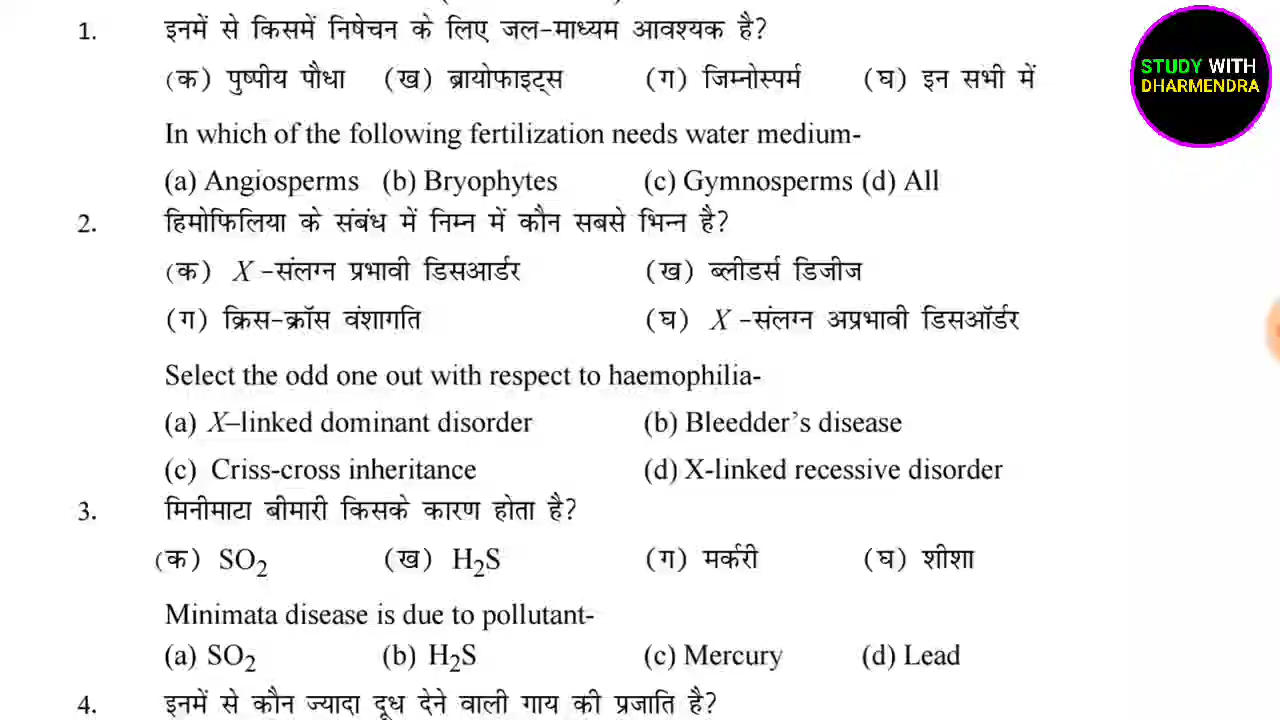 1. इनमें से किसमें निषेचन के लिए जल-माध्यम आवश्यक है?
(क) पुष्पीय पौधा (ख) ब्रायोफाइट्स (ग) जिम्नोस्पर्म (घ) इन सभी में
In which of the following fertilization needs water medium-
(a) Angiosperms (b) Bryophytes (c) Gymnosperms (d) All
2. हिमोफिलिया के संबंध में निम्न में कौन सबसे भिन्न है?
(क) X -संलग्न प्रभावी डिसआर्डर (ख) ब्लीडर्स डिजीज
(ग) क्रिस-क्रॉस वंशागति (घ) X -संलग्न अप्रभावी डिसऑर्डर
Select the odd one out with respect to haemophilia-
(a) X–linked dominant disorder (b) Bleedder’s disease
(c) Criss-cross inheritance (d) X-linked recessive disorder
3. मिनीमाटा बीमारी किसके कारण होता है?
(क) SO2 (ख) H2S (ग) मर्करी (घ) शीशा
Minimata disease is due to pollutant-
(a) SO2 (b) H2S (c) Mercury (d) Lead
4. इनमें से कौन ज्यादा दूध देने वाली गाय की प्रजाति है?
STUDY WITH
DHARMENDRA